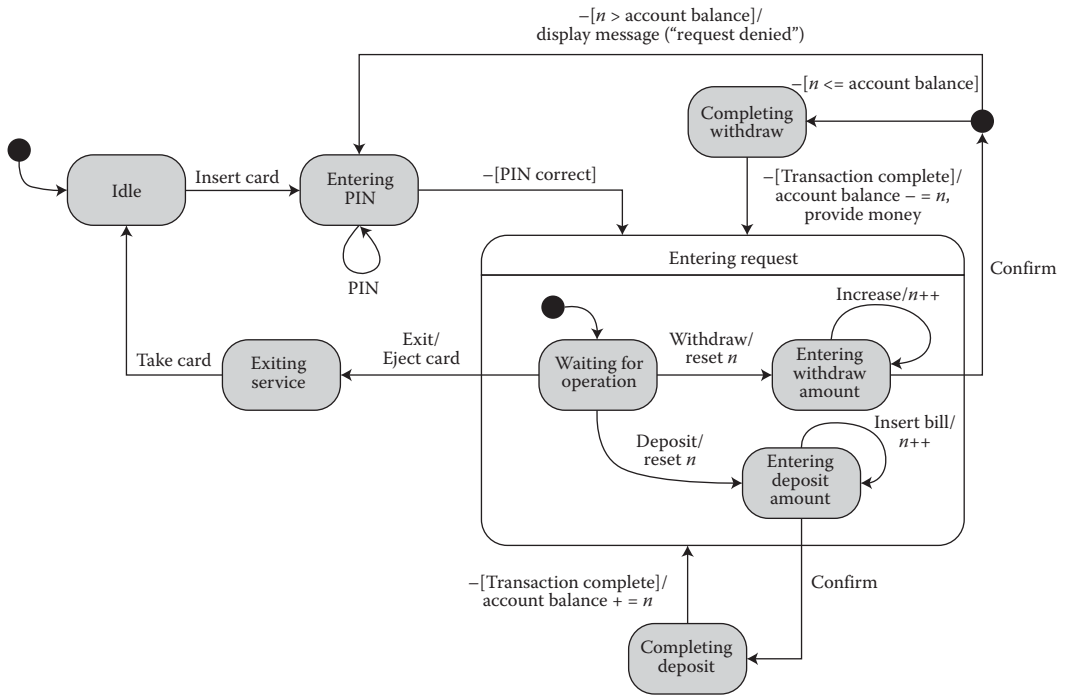 –[n > account balance]/
display message (“request denied”)
–[n <= account balance]
Completing
withdraw
Idle
Insert card
Entering
PIN
–[PIN correct]
–[Transaction complete]/
account balance – = n,
provide money
PIN
Entering request
Confirm
Increase/n++
Take card
Exiting
service
Exit/
Eject card
Waiting for
operation
Withdraw/
reset n
Entering
withdraw
amount
Insert bill/
n++
Deposit/
reset n
Entering
deposit
amount
–[Transaction complete]/
account balance + = n
Confirm
Completing
deposit